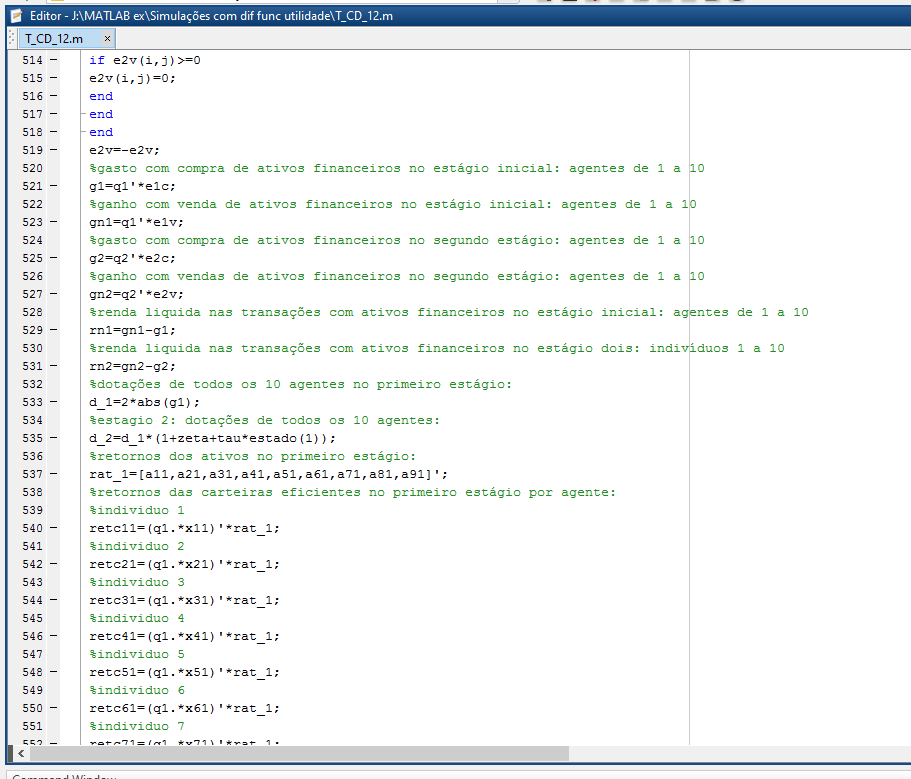 Editor - J:\MATLAB ex\Simulações com dif func utilidade\T_CD_12.m
T_CD_12.m ×
514 – if e2v(i,j)>=0
515 – e2v(i,j)=0;
516 – end
517 – end
518 – end
519 – e2v=-e2v;
520 %gasto com compra de ativos financeiros no estágio inicial: agentes de 1 a 10
521 – g1=q1'*e1c;
522 %ganho com venda de ativos financeiros no estágio inicial: agentes de 1 a 10
523 – gn1=q1'*e1v;
524 %gasto com compra de ativos financeiros no segundo estágio: agentes de 1 a 10
525 – g2=q2'*e2c;
526 %ganho com vendas de ativos financeiros no segundo estágio: agentes de 1 a 10
527 – gn2=q2'*e2v;
528 %renda liquida nas transações com ativos financeiros no estágio inicial: agentes de 1 a 10
529 – rn1=gn1-g1;
530 %renda liquida nas transações com ativos financeiros no estágio dois: indivíduos 1 a 10
531 – rn2=gn2-g2;
532 %dotações de todos os 10 agentes no primeiro estágio:
533 – d_1=2*abs(g1);
534 %estagio 2: dotações de todos os 10 agentes:
535 – d_2=d_1*(1+zeta+tau*estado(1));
536 %retornos dos ativos no primeiro estágio:
537 – rat_1=[a11,a21,a31,a41,a51,a61,a71,a81,a91]';
538 %retornos das carteiras eficientes no primeiro estágio por agente:
539 %individuo 1
540 – retc11=(q1.*x11)'*rat_1;
541 %individuo 2
542 – retc21=(q1.*x21)'*rat_1;
543 %individuo 3
544 – retc31=(q1.*x31)'*rat_1;
545 %individuo 4
546 – retc41=(q1.*x41)'*rat_1;
547 %individuo 5
548 – retc51=(q1.*x51)'*rat_1;
549 %individuo 6
550 – retc61=(q1.*x61)'*rat_1;
551 %individuo 7
552 – retc71=(q1.*x71)'*rat_1;
Command Window